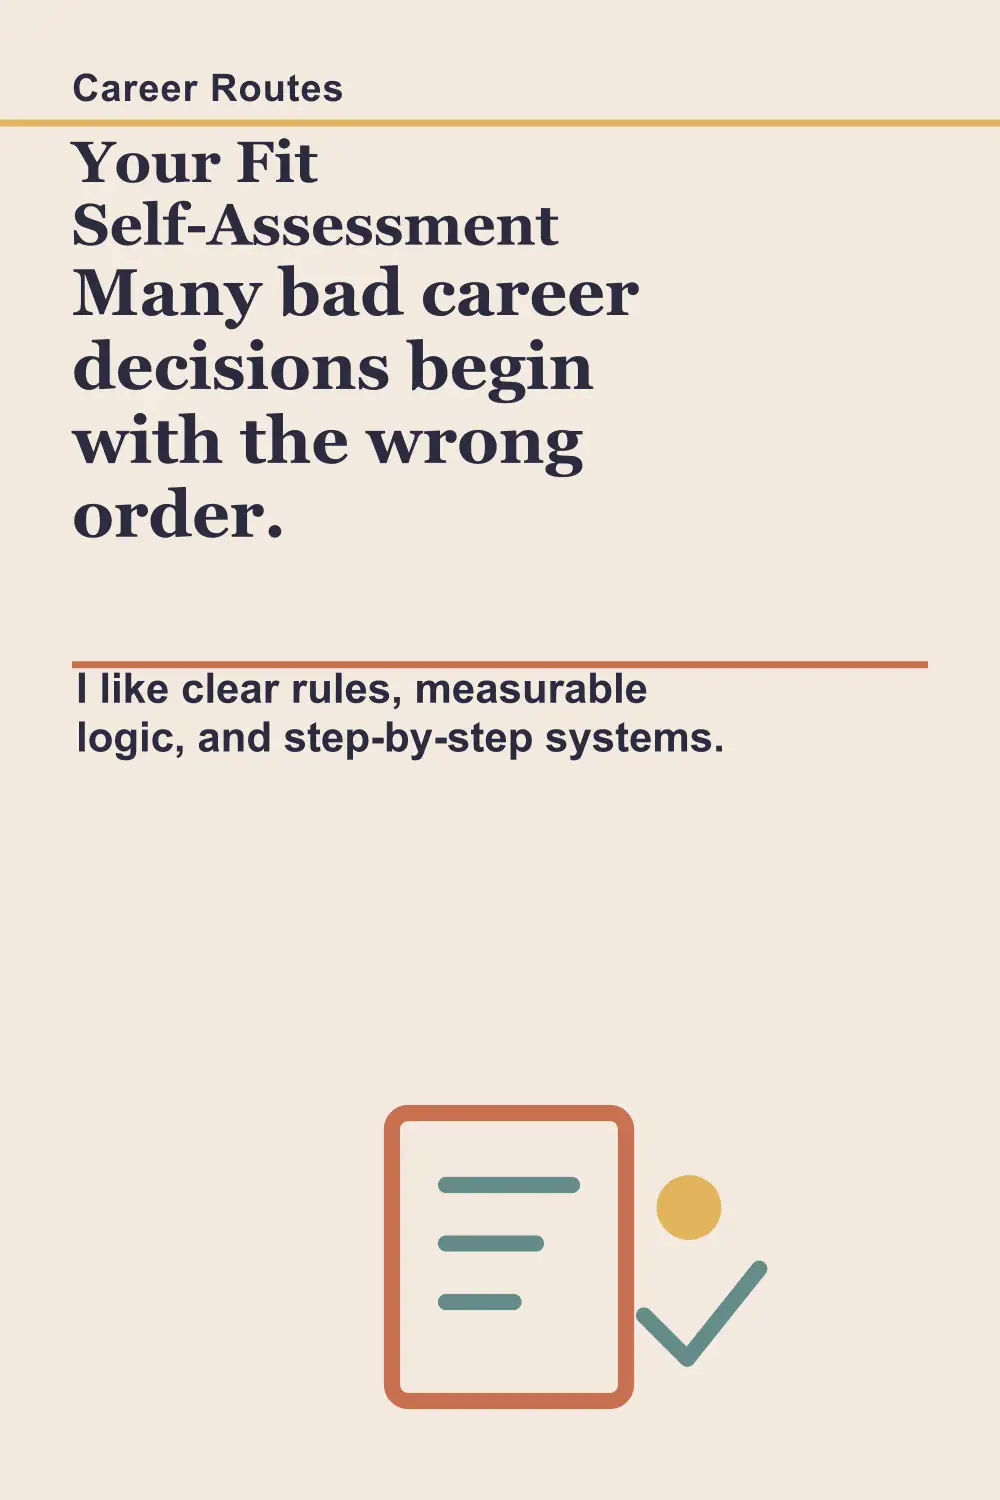 Career Routes
Your Fit
Self-Assessment
Many bad career
decisions begin
with the wrong
order.
I like clear rules, measurable
logic, and step-by-step systems.